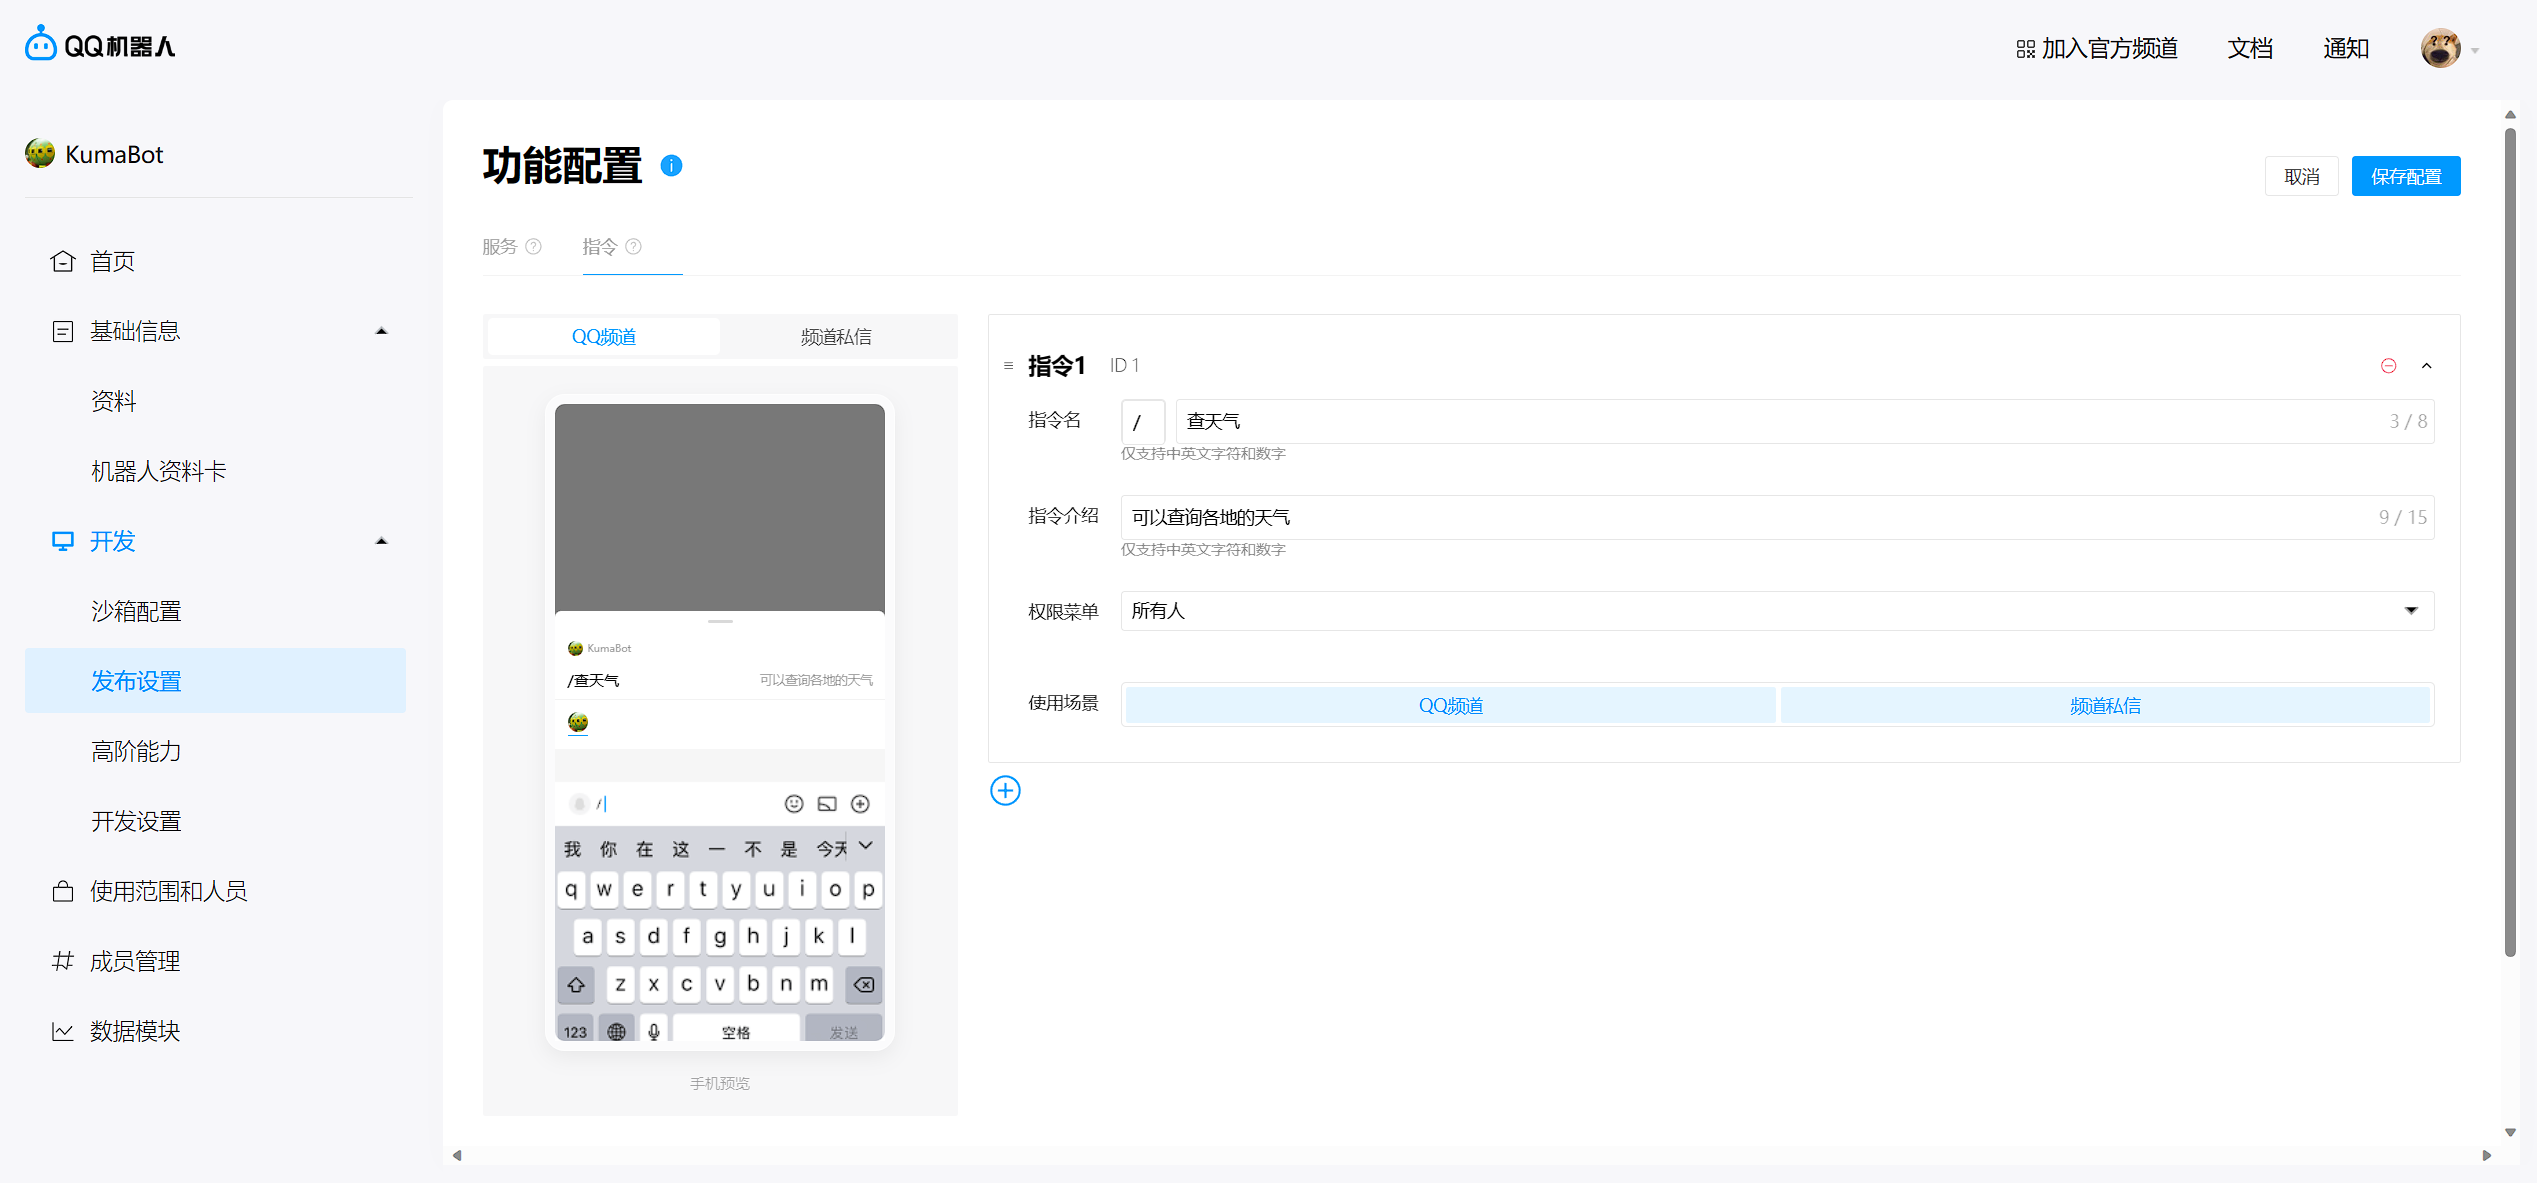 QQ机器人
加入官方频道
文档
通知
KumaBot
首页
基础信息
资料
机器人资料卡
开发
沙箱配置
发布设置
高阶能力
开发设置
使用范围和人员
成员管理
数据模块
功能配置
取消
保存配置
服务
指令
QQ频道
频道私信
KumaBot
/查天气
可以查询各地的天气
/
我 你 在 这 一 不 是 今天
q w e r t y u i o p
a s d f g h j k l
z x c v b n m
123
空格
发送
手机预览
指令1
ID 1
指令名
/
查天气
3 / 8
仅支持中英文字符和数字
指令介绍
可以查询各地的天气
9 / 15
仅支持中英文字符和数字
权限菜单
所有人
使用场景
QQ频道
频道私信